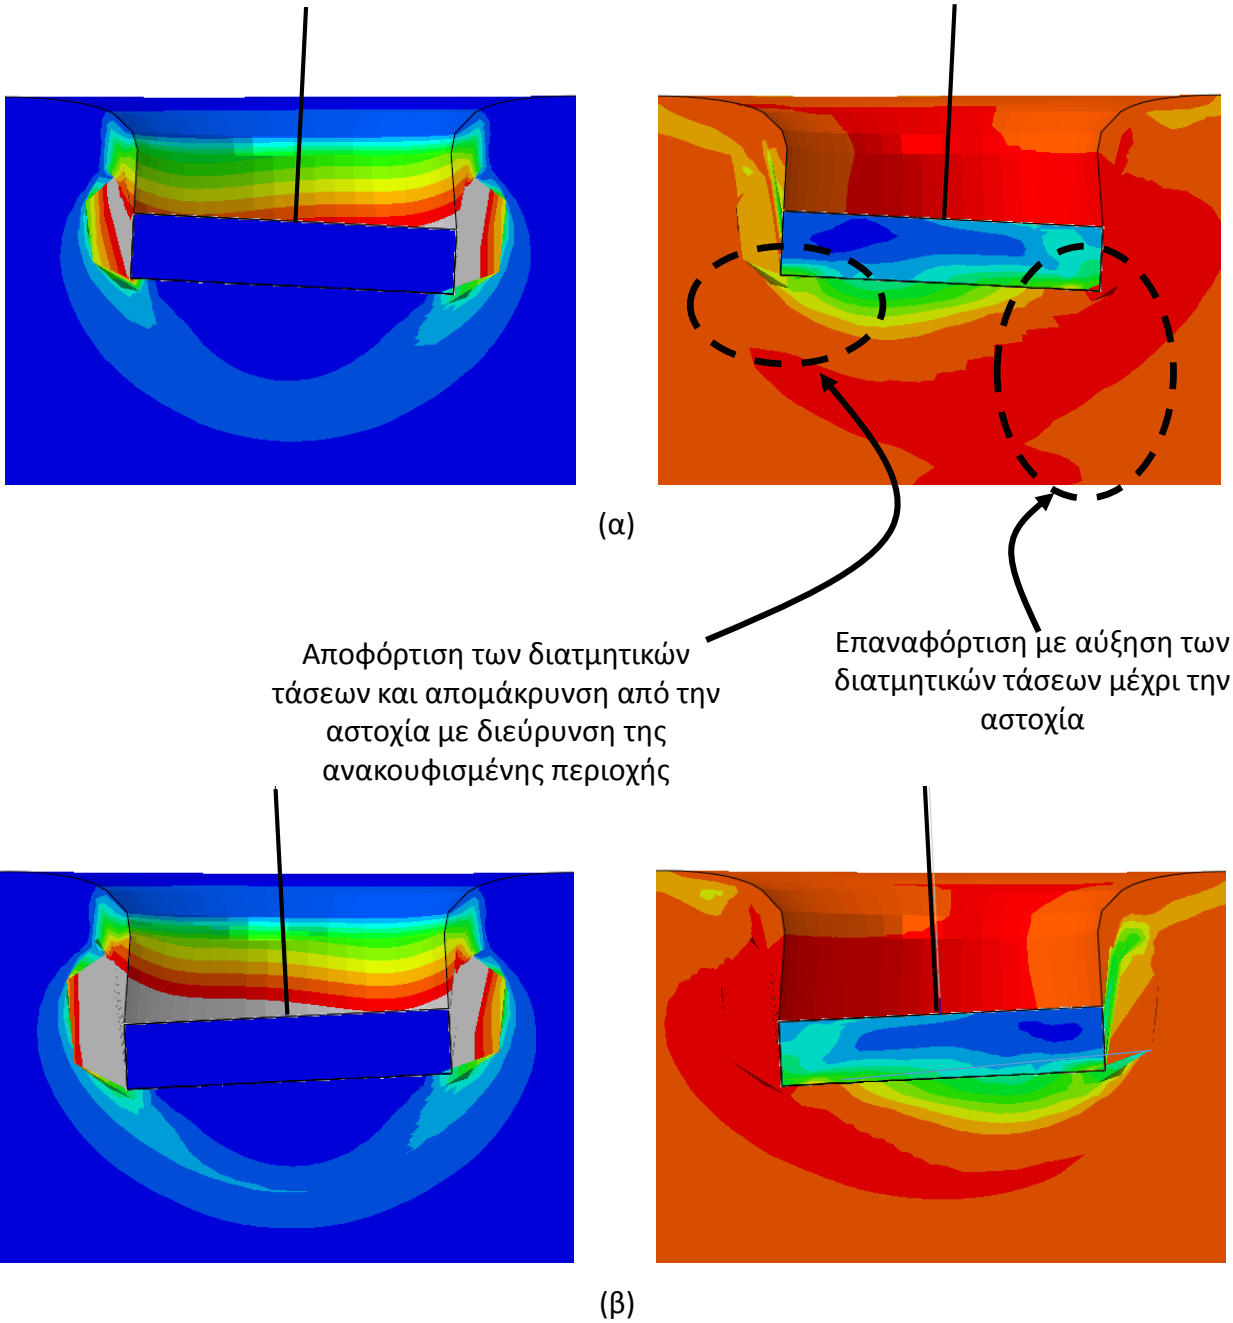 (α)
Αποφόρτιση των διατμητικών
τάσεων και απομάκρυνση από την
αστοχία με διεύρυνση της
ανακουφισμένης περιοχής
Επαναφόρτιση με αύξηση των
διατμητικών τάσεων μέχρι την
αστοχία
(β)